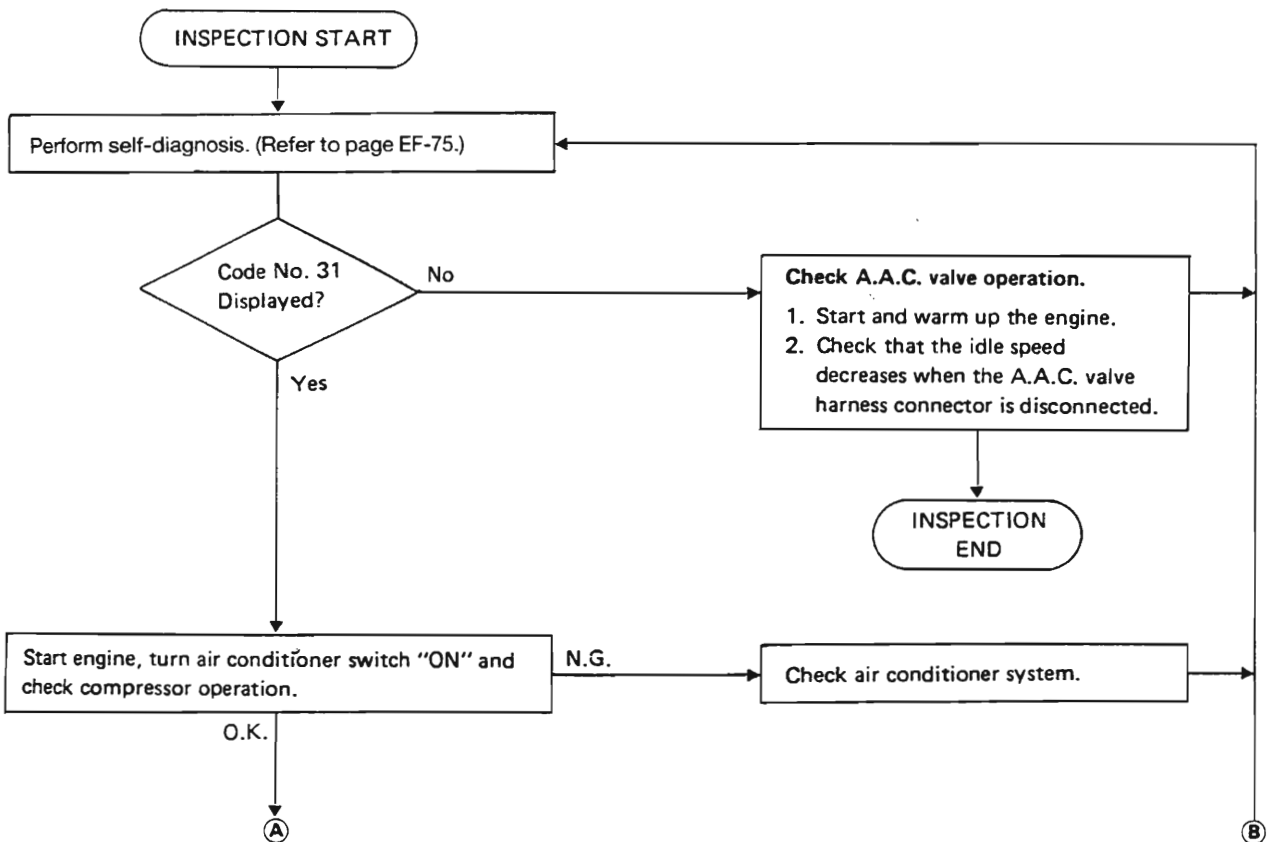 INSPECTION START
Perform self-diagnosis. (Refer to page EF-75.)
Code No. 31
Displayed?
No
Yes
Check A.A.C. valve operation.
1. Start and warm up the engine.
2. Check that the idle speed
decreases when the A.A.C. valve
harness connector is disconnected.
INSPECTION
END
Start engine, turn air conditioner switch "ON" and
check compressor operation.
N.G.
O.K.
Check air conditioner system.
A
B